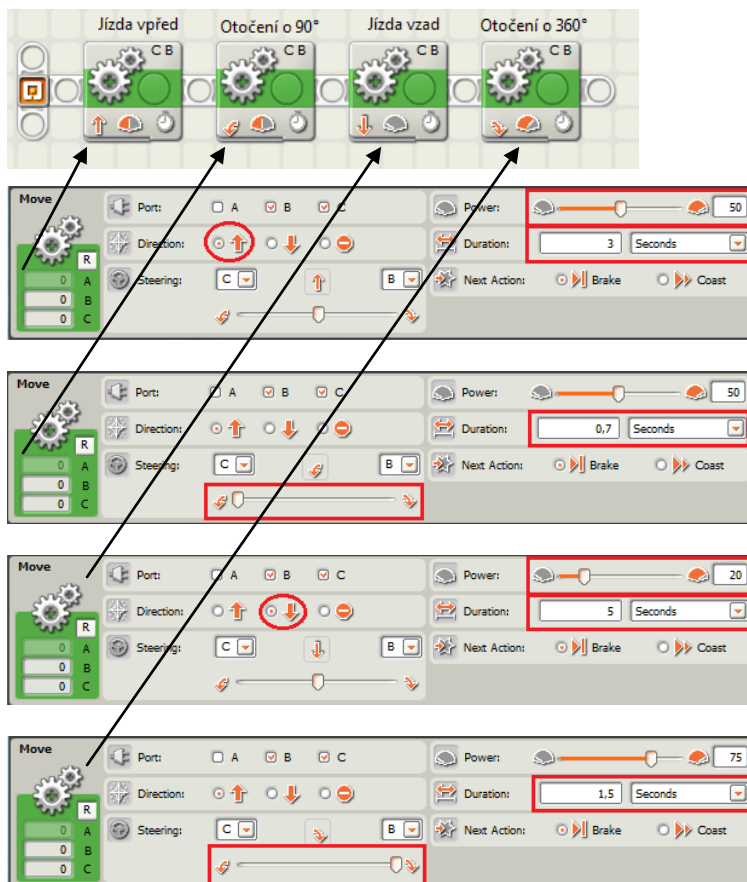 Jízda vpřed Otočení o 90° Jízda vzad Otočení o 360°
C B C B C B C B
Move Port: A B C Power: 50
Direction: Duration: 3 Seconds
R
0 A Steering: C B Next Action: Brake Coast
0 B
0 C
Move Port: A B C Power: 50
Direction: Duration: 0,7 Seconds
R
0 A Steering: C B Next Action: Brake Coast
0 B
0 C
Move Port: A B C Power: 20
Direction: Duration: 5 Seconds
R
0 A Steering: C B Next Action: Brake Coast
0 B
0 C
Move Port: A B C Power: 75
Direction: Duration: 1,5 Seconds
R
0 A Steering: C B Next Action: Brake Coast
0 B
0 C